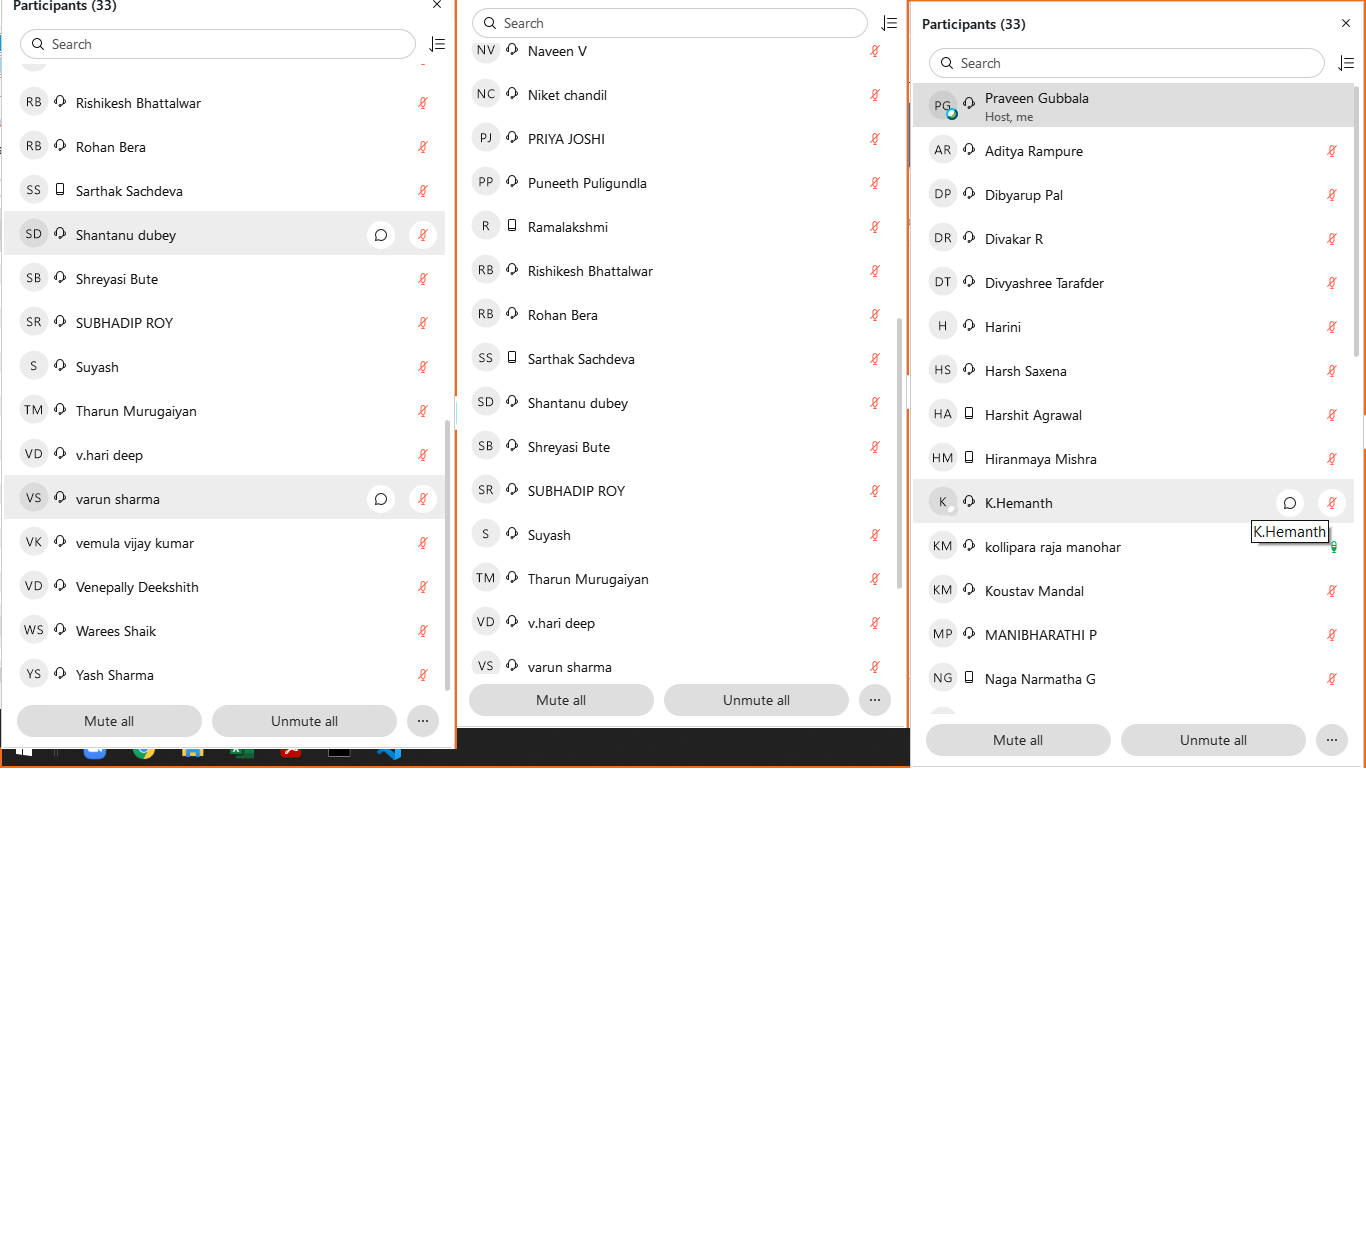 Participants (33)
Search
RB Rishikesh Bhattalwar
RB Rohan Bera
SS Sarthak Sachdeva
SD Shantanu dubey
SB Shreyasi Bute
SR SUBHADIP ROY
S Suyash
TM Tharun Murugaiyan
VD v.hari deep
VS varun sharma
VK vemula vijay kumar
VD Venepally Deekshith
WS Warees Shaik
YS Yash Sharma
Mute all Unmute all
Search
NV Naveen V
NC Niket chandil
PJ PRIYA JOSHI
PP Puneeth Puligundla
R Ramalakshmi
RB Rishikesh Bhattalwar
RB Rohan Bera
SS Sarthak Sachdeva
SD Shantanu dubey
SB Shreyasi Bute
SR SUBHADIP ROY
S Suyash
TM Tharun Murugaiyan
VD v.hari deep
VS varun sharma
Mute all Unmute all
Participants (33)
Search
PG Praveen Gubbala
Host, me
AR Aditya Rampure
DP Dibyarup Pal
DR Divakar R
DT Divyashree Tarafder
H Harini
HS Harsh Saxena
HA Harshit Agrawal
HM Hiranmaya Mishra
K K.Hemanth
K.Hemanth
KM kollipara raja manohar
KM Koustav Mandal
MP MANIBHARATHI P
NG Naga Narmatha G
Mute all Unmute all